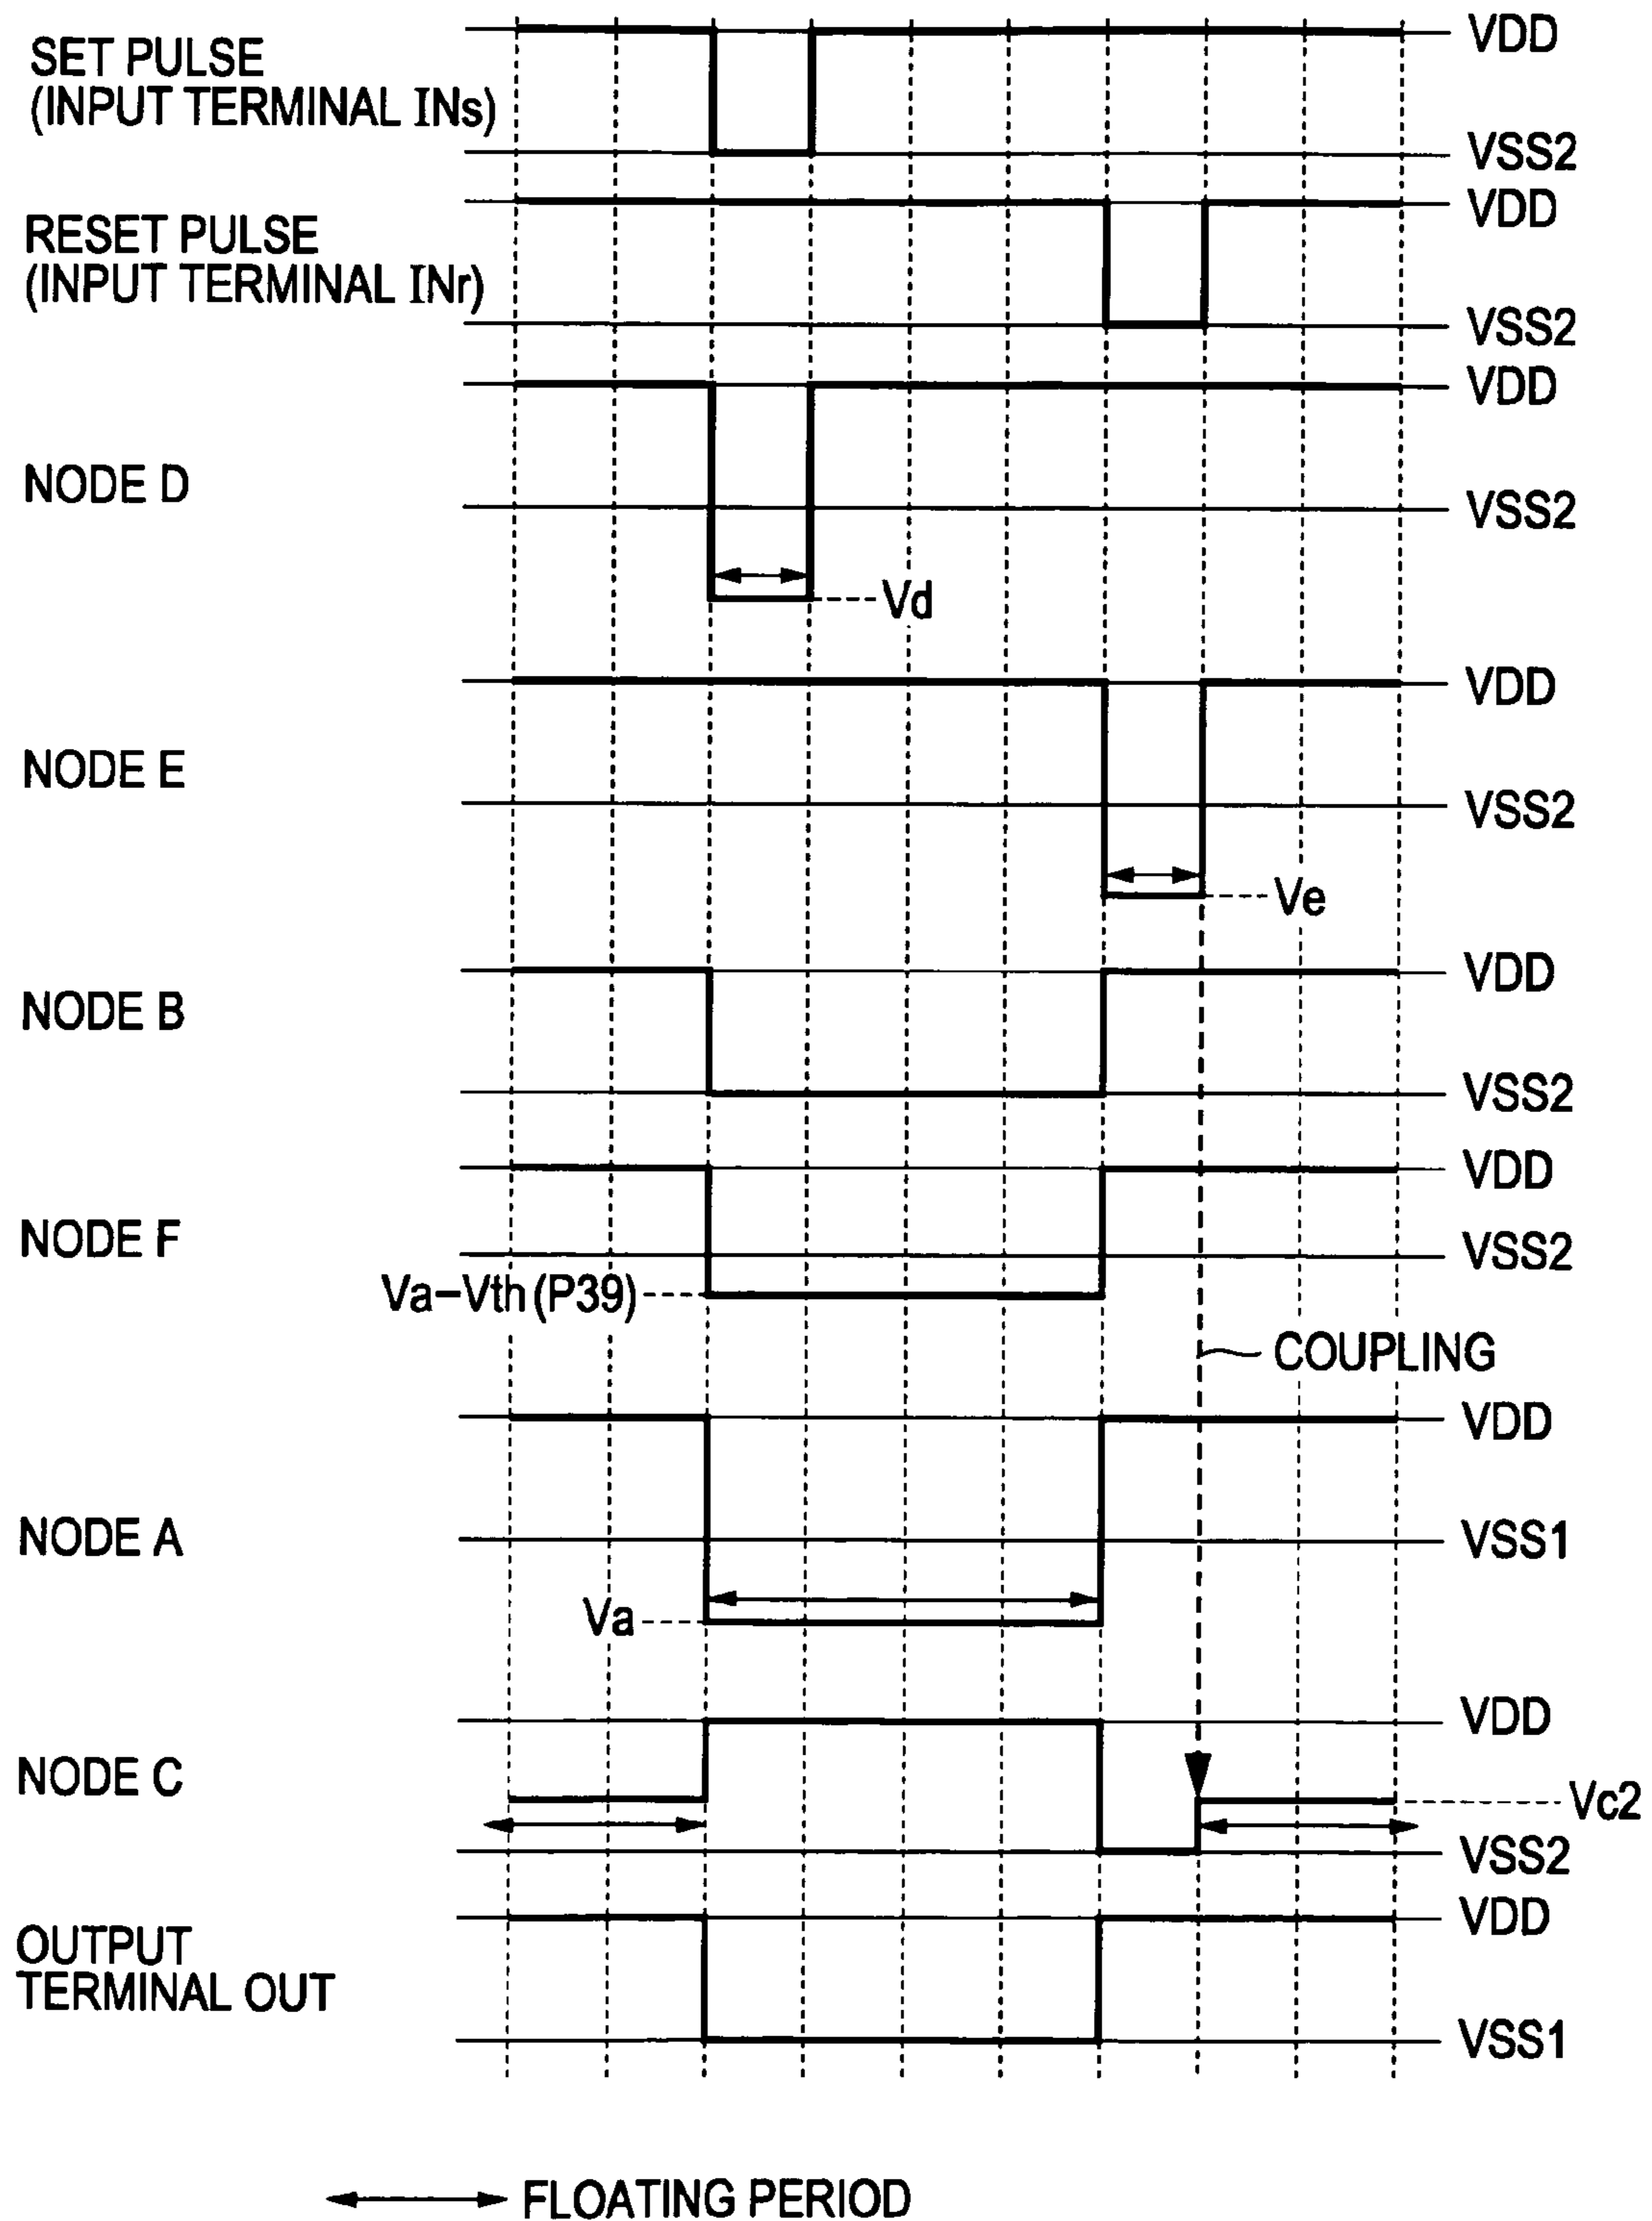 SET PULSE
(INPUT TERMINAL INs)
VDD
VSS2
RESET PULSE
(INPUT TERMINAL INr)
VDD
VSS2
NODE D
VDD
VSS2
Vd
NODE E
VDD
VSS2
Ve
NODE B
VDD
VSS2
NODE F
VDD
VSS2
Va-Vth (P39)
COUPLING
NODE A
VDD
VSS1
Va
NODE C
VDD
Vc2
VSS2
OUTPUT
TERMINAL OUT
VDD
VSS1
FLOATING PERIOD